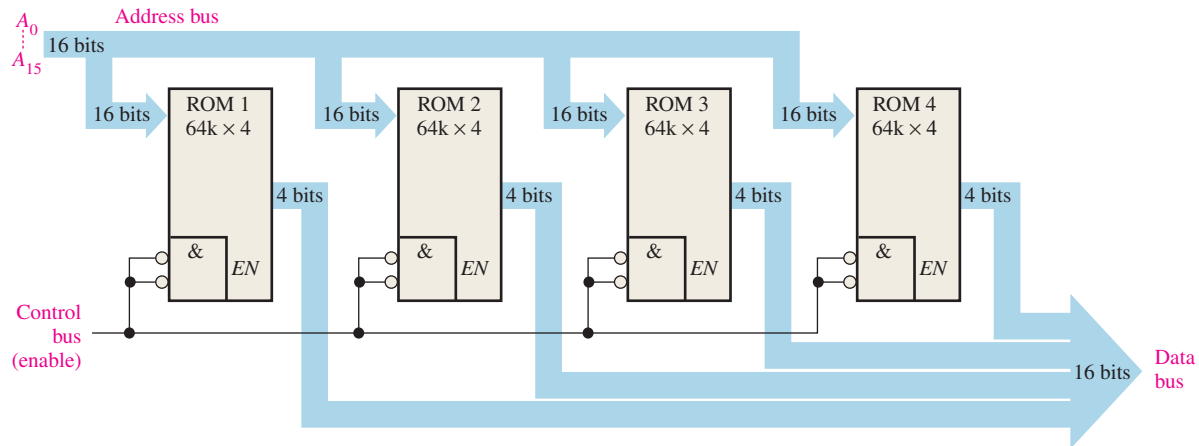 Address bus
A0
A15
16 bits
16 bits
16 bits
16 bits
16 bits
ROM 1
64k × 4
ROM 2
64k × 4
ROM 3
64k × 4
ROM 4
64k × 4
4 bits
4 bits
4 bits
4 bits
&
EN
&
EN
&
EN
&
EN
Control
bus
(enable)
16 bits
Data
bus